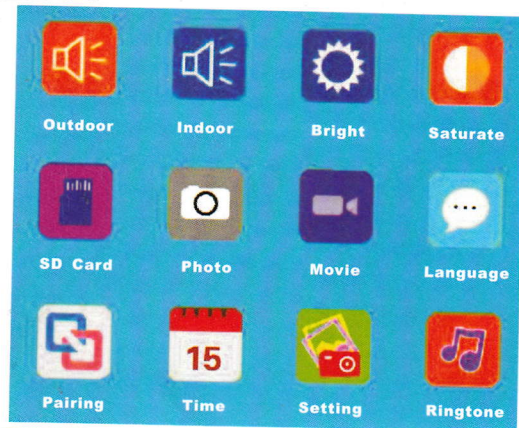 Outdoor Indoor Bright Saturate
SD Card Photo Movie Language
15
Pairing Time Setting Ringtone